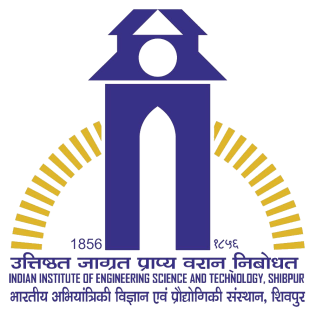 1856 १८५६
उत्तिष्ठत जाग्रत प्राप्य वरान निबोधत
INDIAN INSTITUTE OF ENGINEERING SCIENCE AND TECHNOLOGY, SHIBPUR
भारतीय अभियांत्रिकी विज्ञान एवं प्रौद्योगिकी संस्थान, शिवपुर